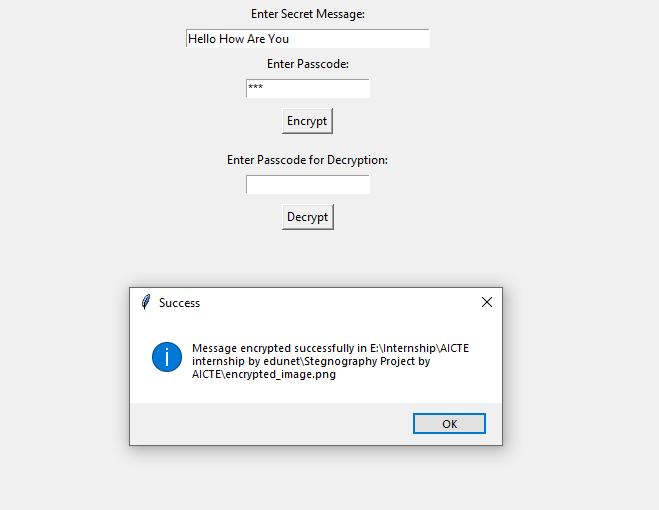 Enter Secret Message:
Hello How Are You
Enter Passcode:
***
Encrypt
Enter Passcode for Decryption:
Decrypt
Success
Message encrypted successfully in E:\Internship\AICTE
internship by edunet\Stegnography Project by
AICTE\encrypted_image.png
OK